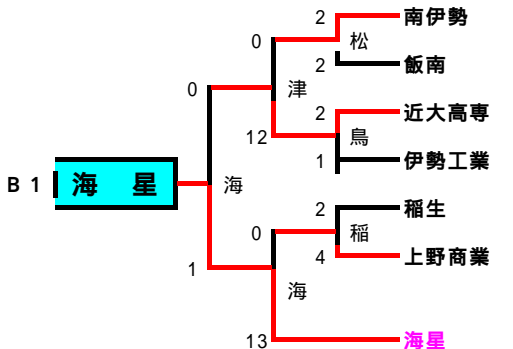 2 南伊勢
0 松
2 飯南
0 津
2 近大高専
12 鳥
1 伊勢工業
B1 海 星
海
2 稲生
0 稲
4 上野商業
1
海
13 海星